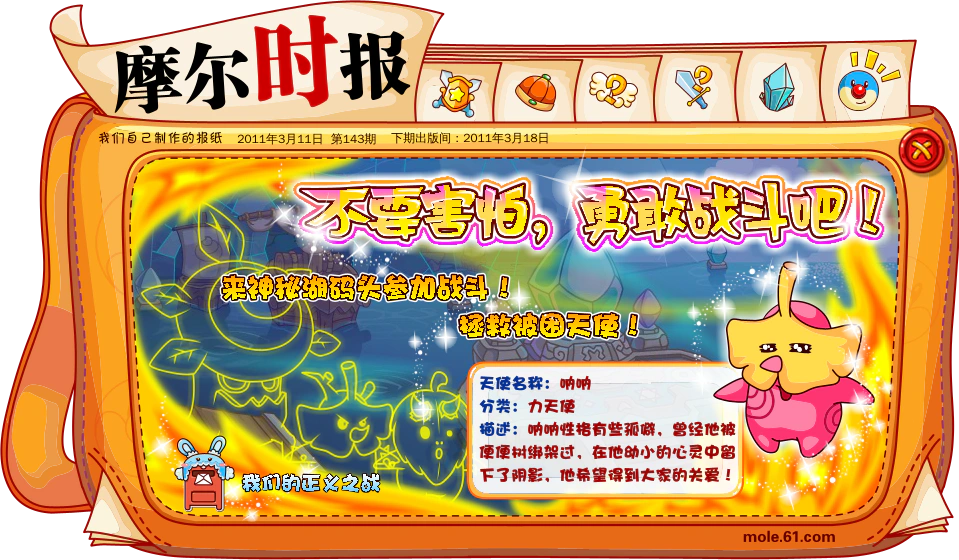 摩尔时报
我们自己制作的报纸 2011年3月11日 第143期 下期出版间：2011年3月18日
不要害怕，勇敢战斗吧！
来神秘湖码头参加战斗！
拯救被困天使！
天使名称：呐呐
分类：力天使
描述：呐呐性格有些孤僻，曾经他被
便便树绑架过，在他幼小的心灵中留
下了阴影，他希望得到大家的关爱！
我们的正义之战
mole.61.com